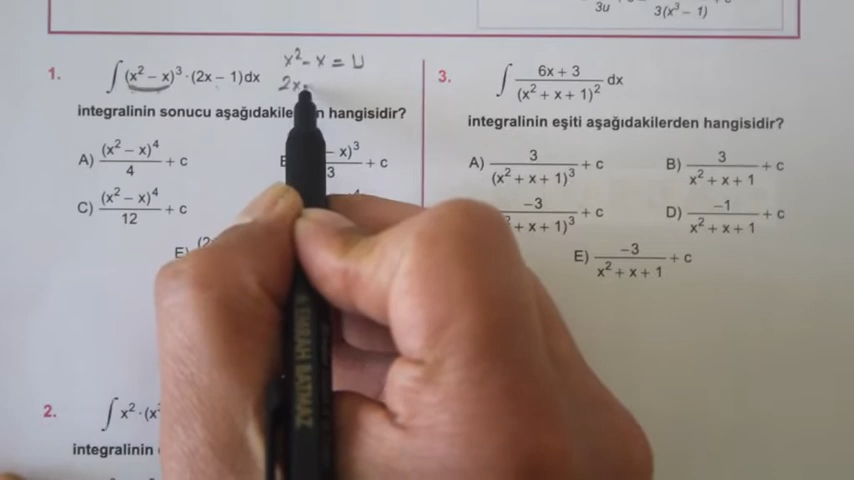 3u
3(x³ − 1)
1. ∫ (x² − x)³ · (2x − 1)dx
x² − x = U
2x
integralinin sonucu aşağıdakile n hangisidir?
A) (x² − x)⁴ / 4 + c
− x)³ / 3 + c
C) (x² − x)⁴ / 12 + c
E) (2
2. ∫ x² · (x
integralinin
3. ∫ (6x + 3) / (x² + x + 1)² dx
integralinin eşiti aşağıdakilerden hangisidir?
A) 3 / (x² + x + 1)³ + c
B) 3 / (x² + x + 1) + c
−3 / + x + 1)³ + c
D) −1 / (x² + x + 1) + c
E) −3 / (x² + x + 1) + c
BATMAZ